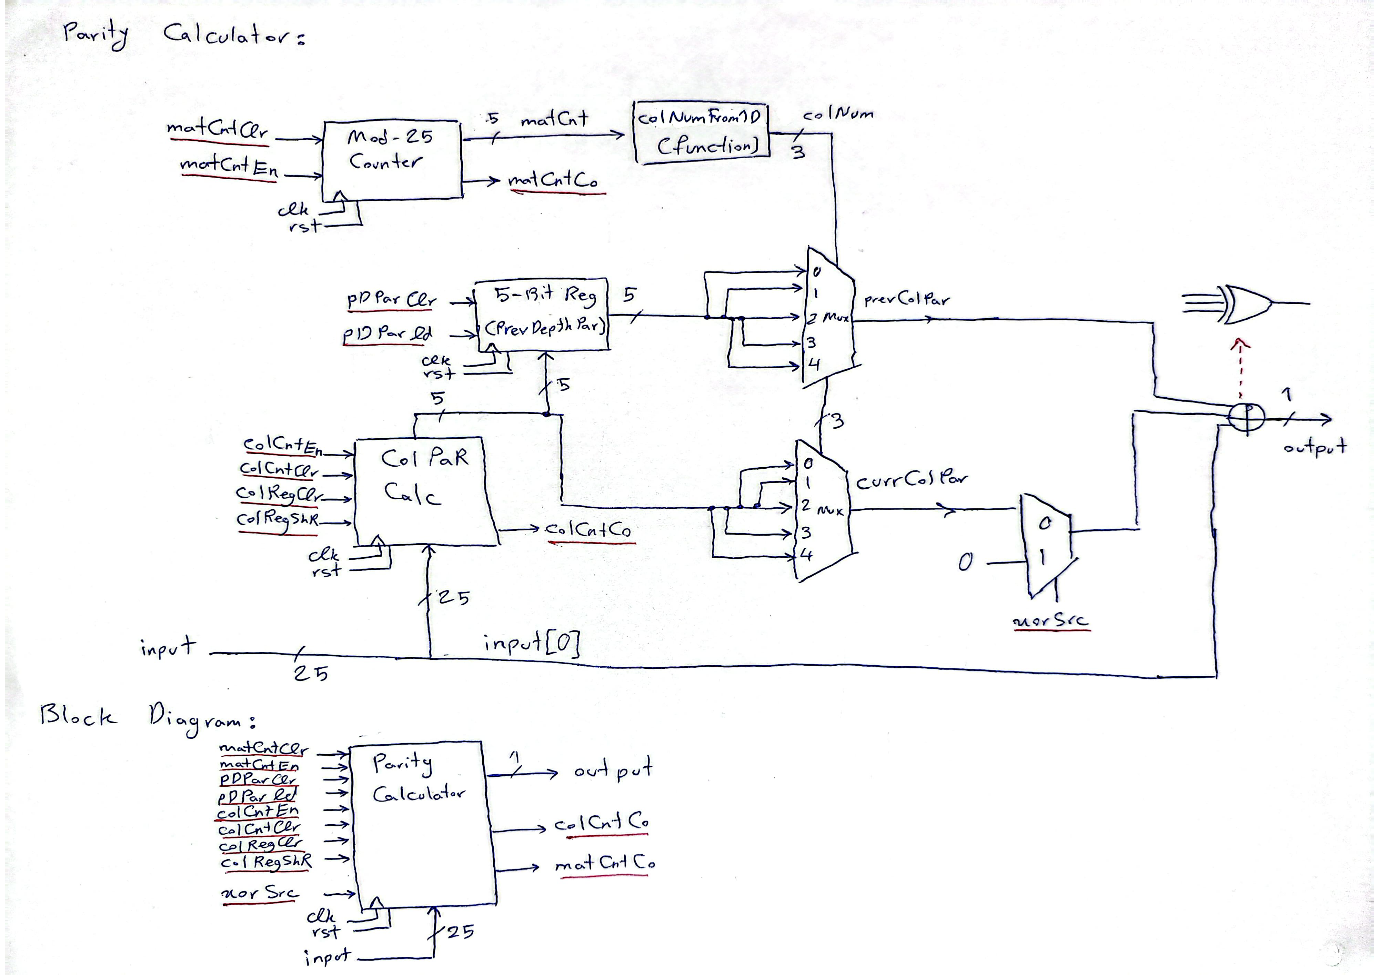 Parity Calculator:
matCntClr
matCntEn
Mod-25
Counter
clk
rst
5
matCnt
matCntCo
colNumFrom1D
(function)
colNum
3
pDParClr
pDParld
5-Bit Reg
(PrevDepthPar)
clk
rst
5
5
5
0
1
2 Mux
3
4
prevColPar
3
colCntEn
colCntClr
colRegClr
colRegShR
Col PaR
Calc
clk
rst
colCntCo
25
0
1
2 Mux
3
4
currColPar
0
0
1
xorSrc
1
output
input
25
input[0]
Block Diagram:
matCntClr
matCntEn
pDParClr
pDParld
colCntEn
colCntClr
colRegClr
colRegShR
xorSrc
clk
rst
input
Parity
Calculator
25
1
output
colCntCo
matCntCo